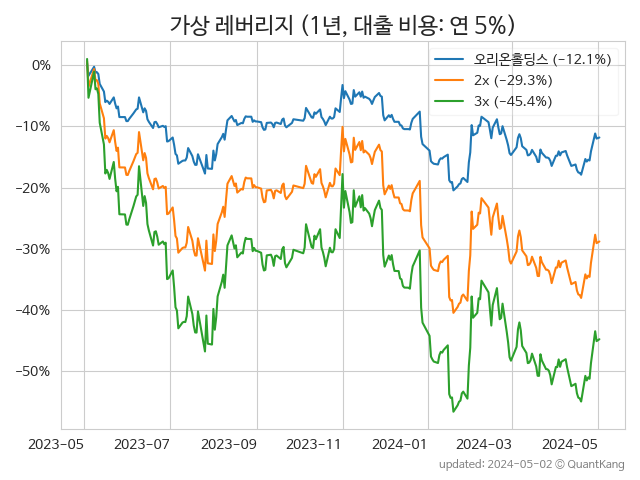 가상 레버리지 (1년, 대출 비용: 연 5%)
오리온홀딩스 (−12.1%)
2x (−29.3%)
3x (−45.4%)
0%
−10%
−20%
−30%
−40%
−50%
2023-05 2023-07 2023-09 2023-11 2024-01 2024-03 2024-05
updated: 2024-05-02 © QuantKang